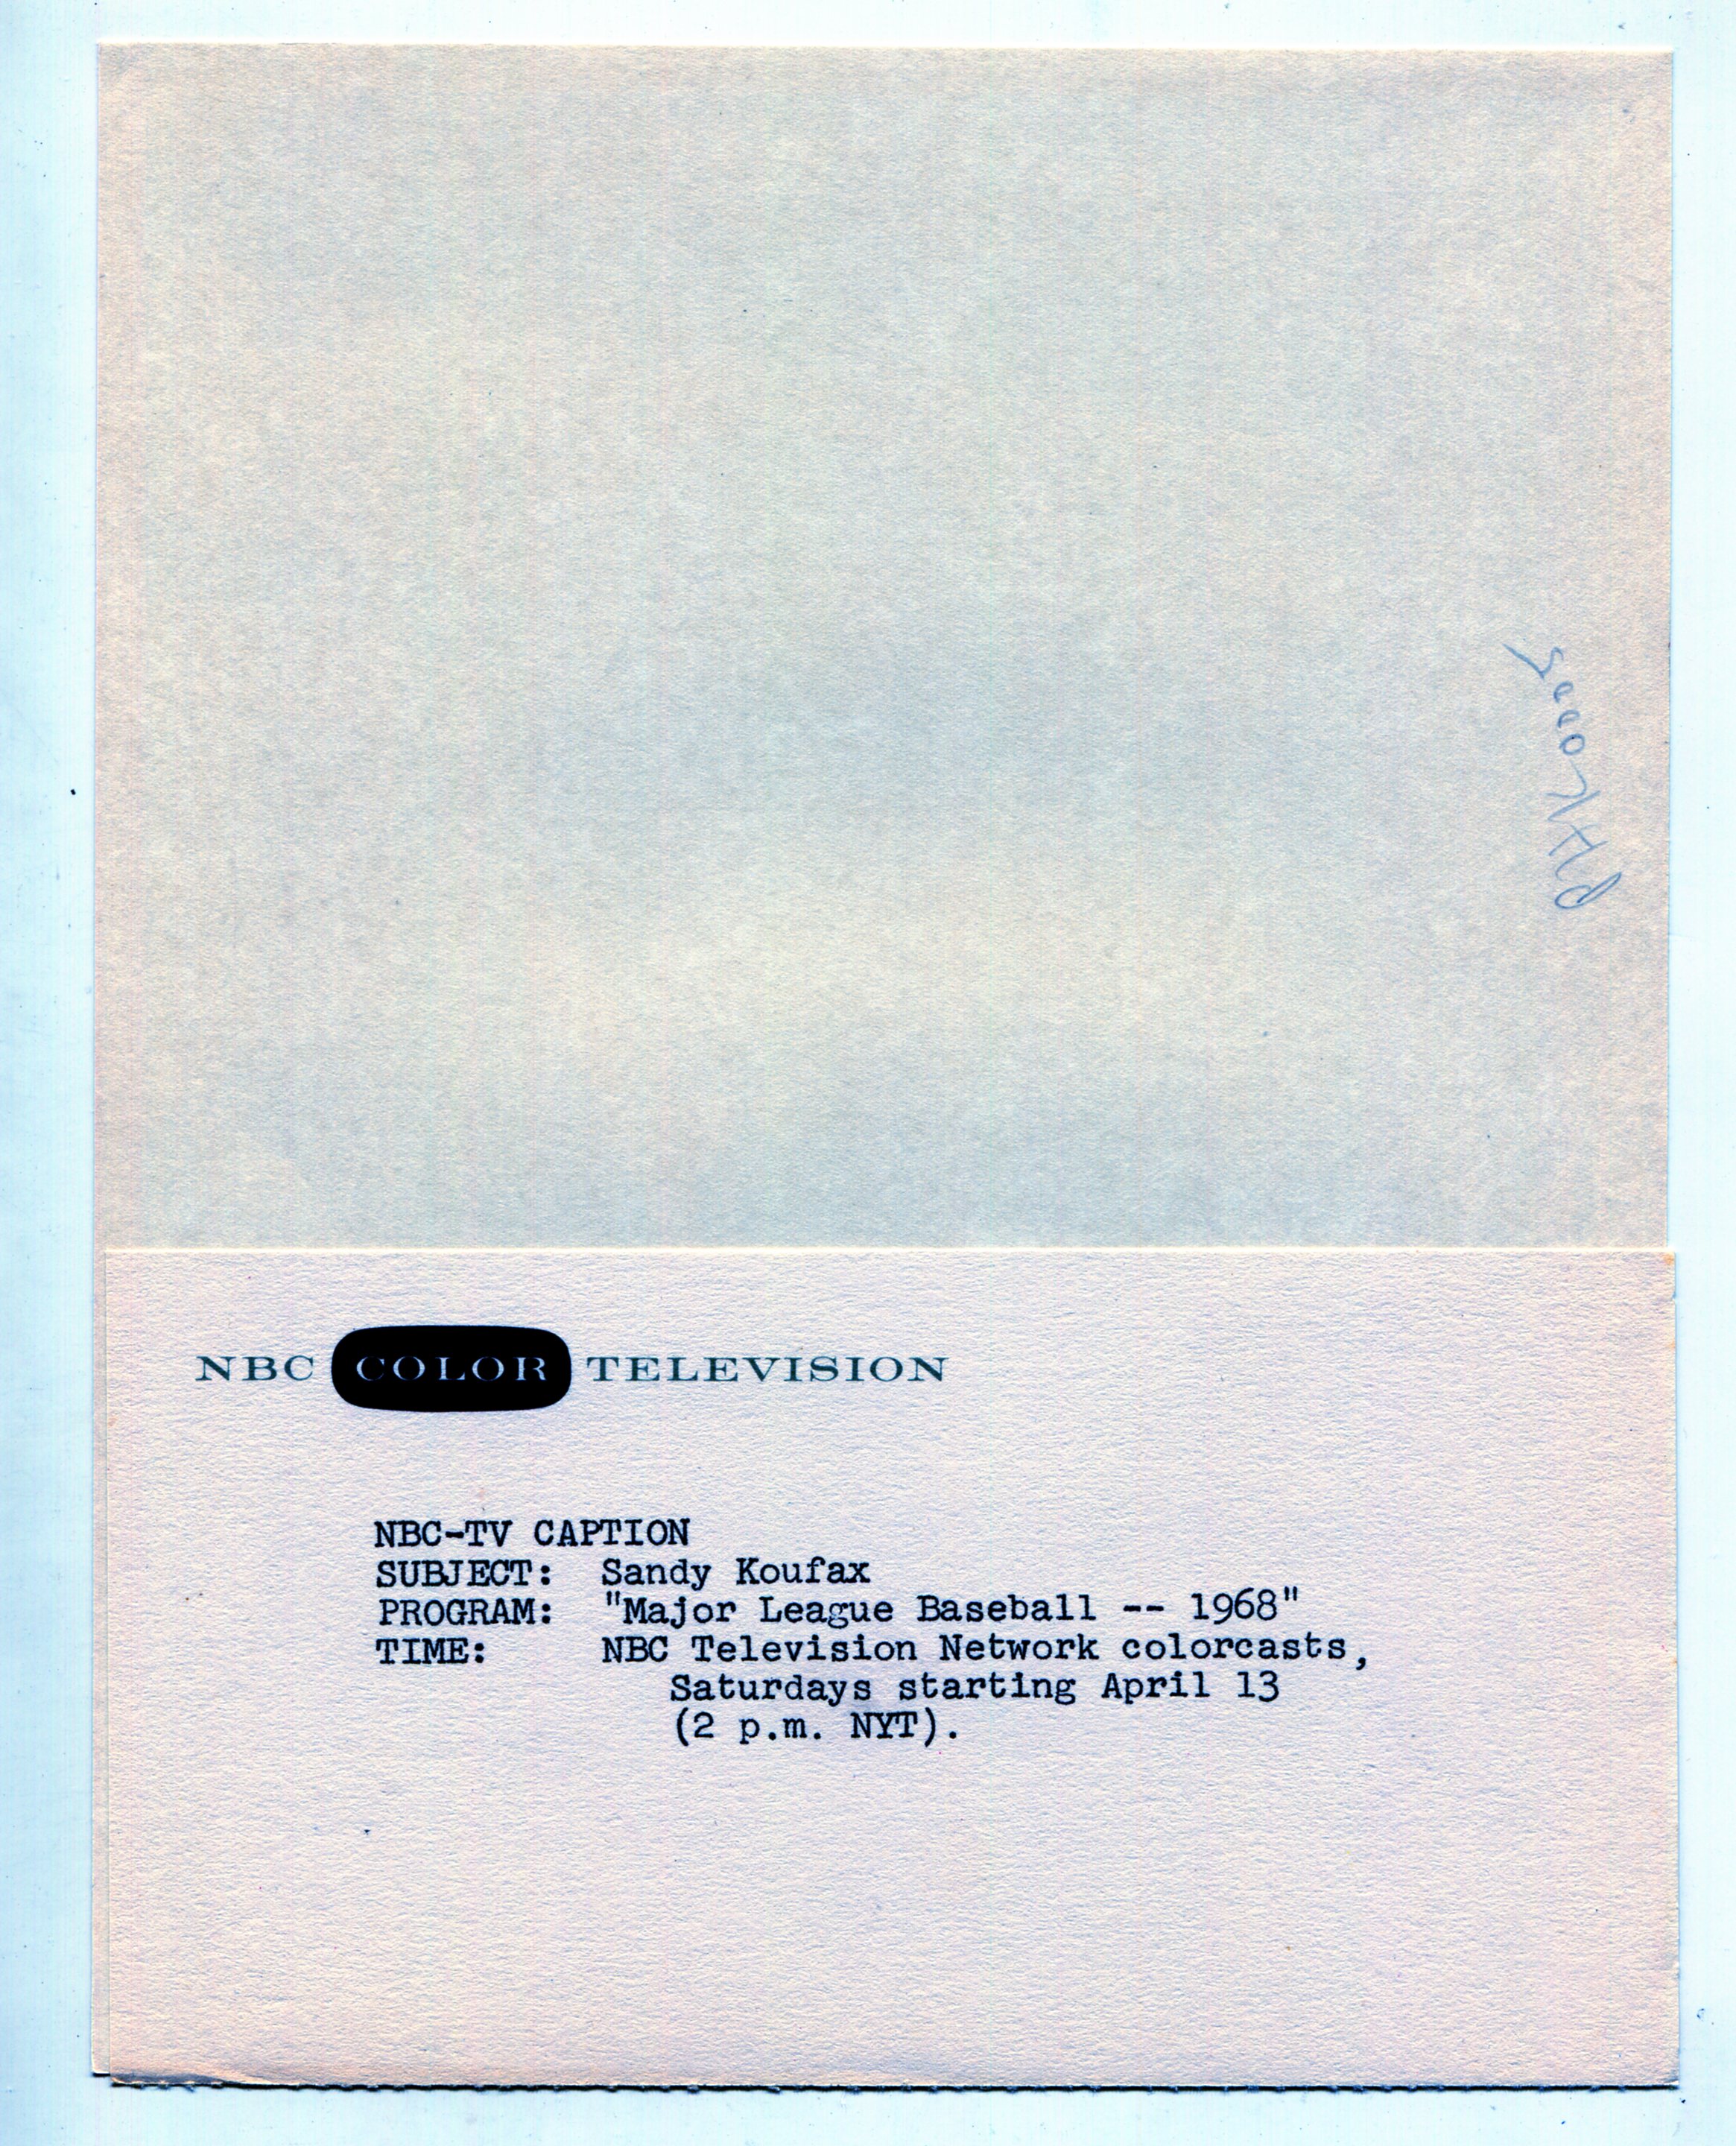 NBC COLOR TELEVISION
NBC-TV CAPTION
SUBJECT: Sandy Koufax
PROGRAM: "Major League Baseball -- 1968"
TIME: NBC Television Network colorcasts,
Saturdays starting April 13
(2 p.m. NYT).